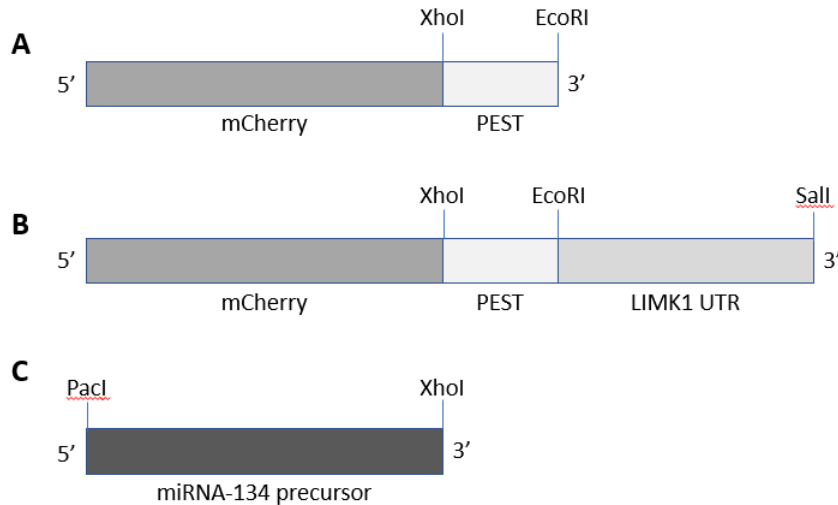 XhoI EcoRI
A
5’ 3’
mCherry PEST
XhoI EcoRI SalI
B
5’ 3’
mCherry PEST LIMK1 UTR
C
PacI XhoI
5’ 3’
miRNA-134 precursor